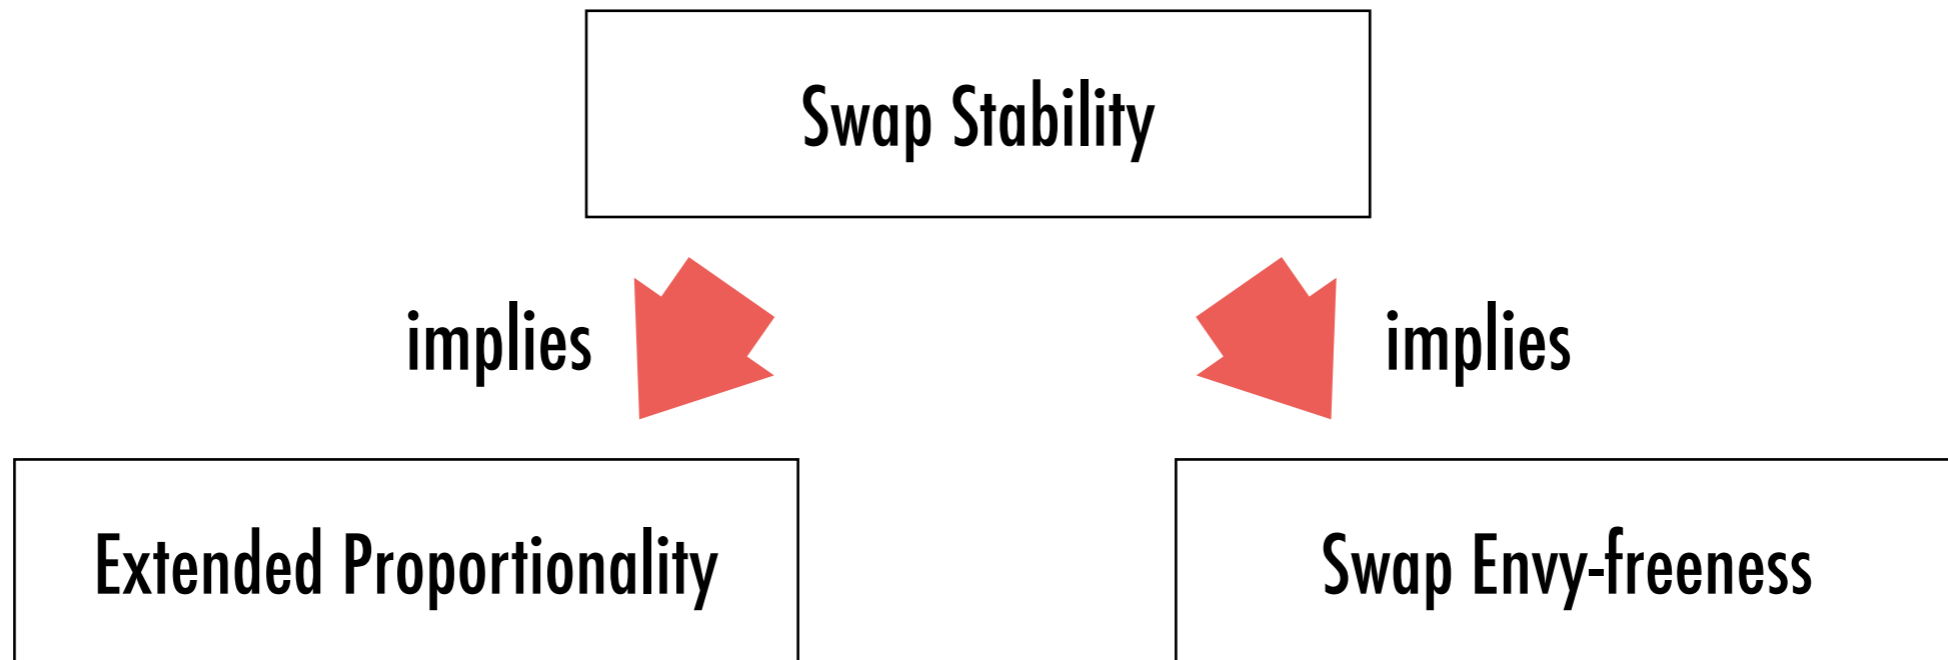 Swap Stability
implies
implies
Extended Proportionality
Swap Envy-freeness